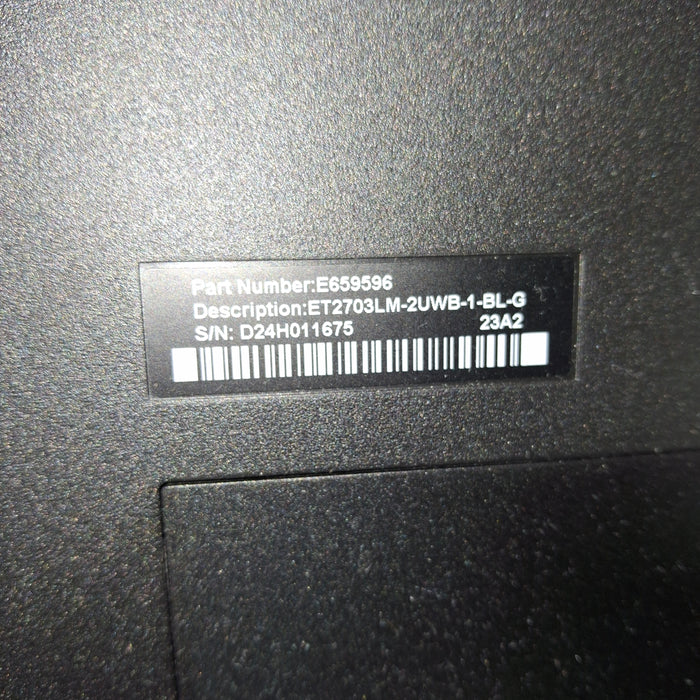 Part Number:E659596
Description:ET2703LM-2UWB-1-BL-G
S/N: D24H011675 23A2